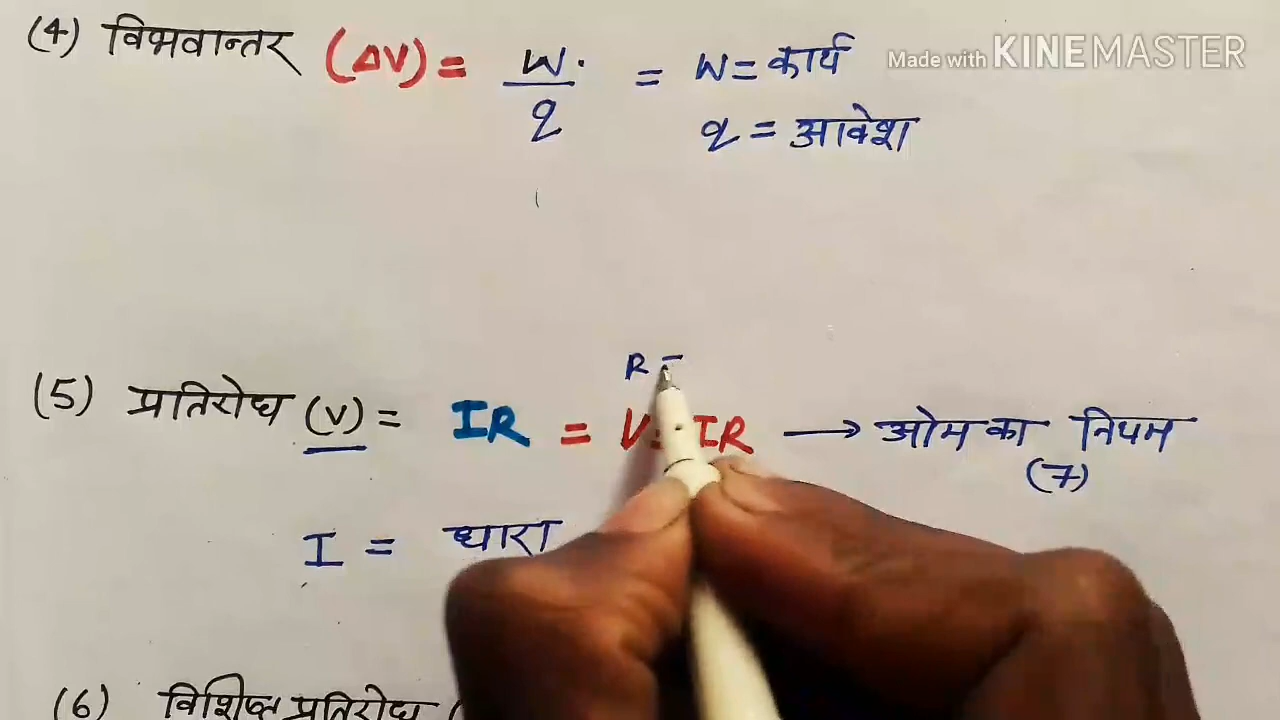 (4) विभवान्तर (ΔV) = W. / q = W = कार्य
q = आवेश
Made with KINEMASTER
R =
(5) प्रतिरोध (V) = IR = V = IR → ओम का नियम
(7)
I = धारा
(6) विशिष्ट प्रतिरोध (